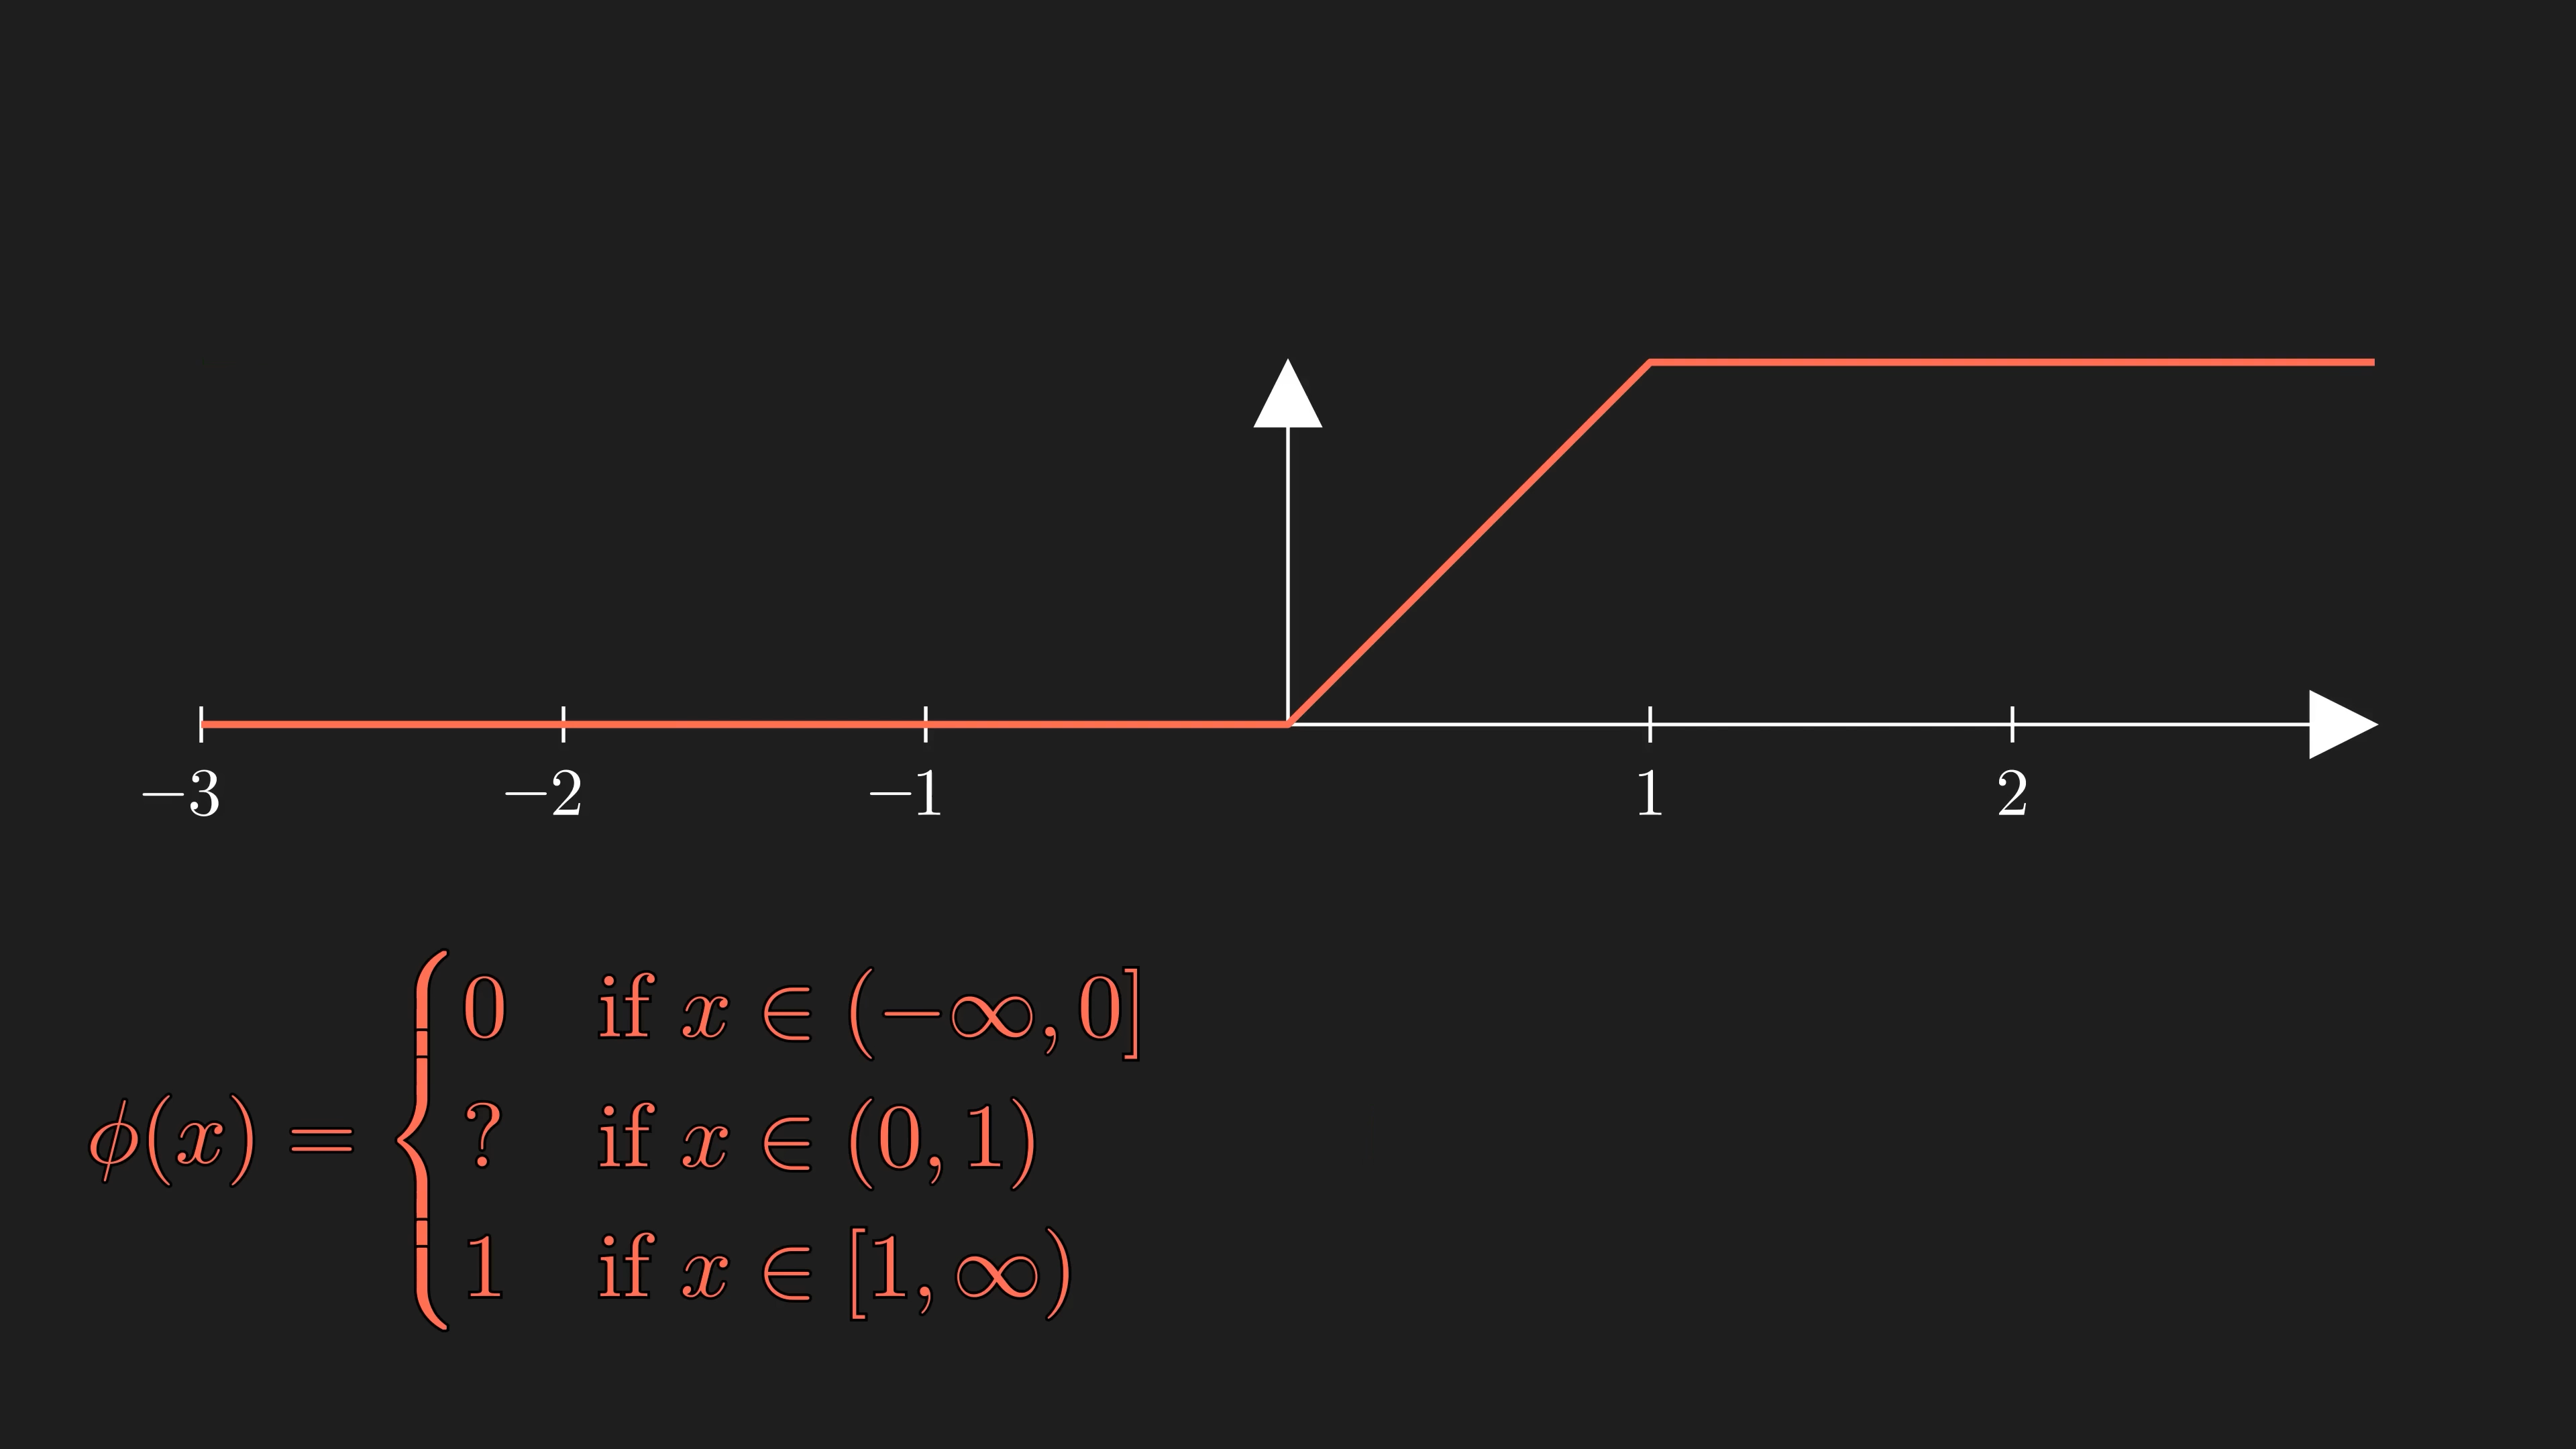 −3 −2 −1 1 2
0 if x ∈ (−∞, 0]
ϕ(x) = { ? if x ∈ (0, 1)
1 if x ∈ [1, ∞)